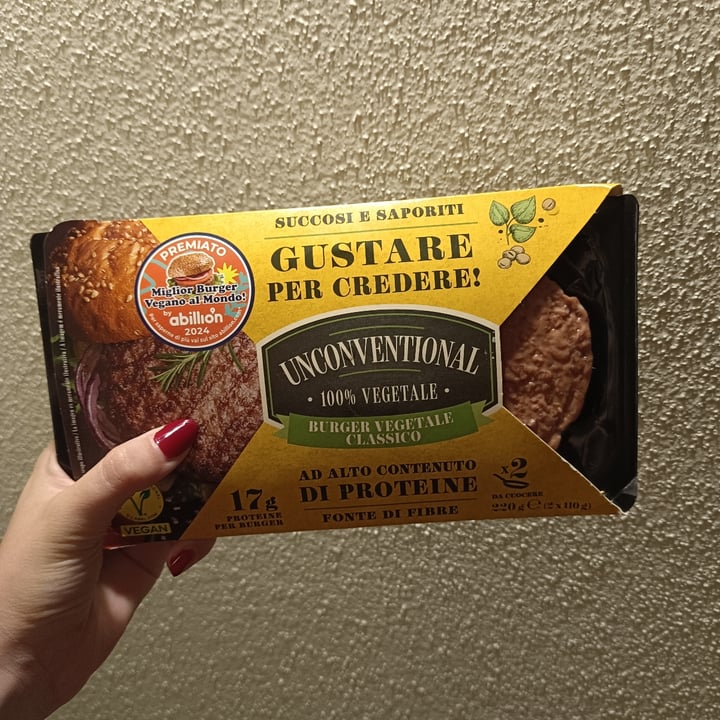 SUCCOSI E SAPORITI
GUSTARE
PER CREDERE!
PREMIATO
Miglior Burger
Vegano al Mondo!
by abillion
2024
UNCONVENTIONAL
• 100% VEGETALE •
BURGER VEGETALE
CLASSICO
AD ALTO CONTENUTO
DI PROTEINE
FONTE DI FIBRE
17g
PROTEINE
PER BURGER
x2
DA CUOCERE
220 g e (2 x 110 g)
VEGAN